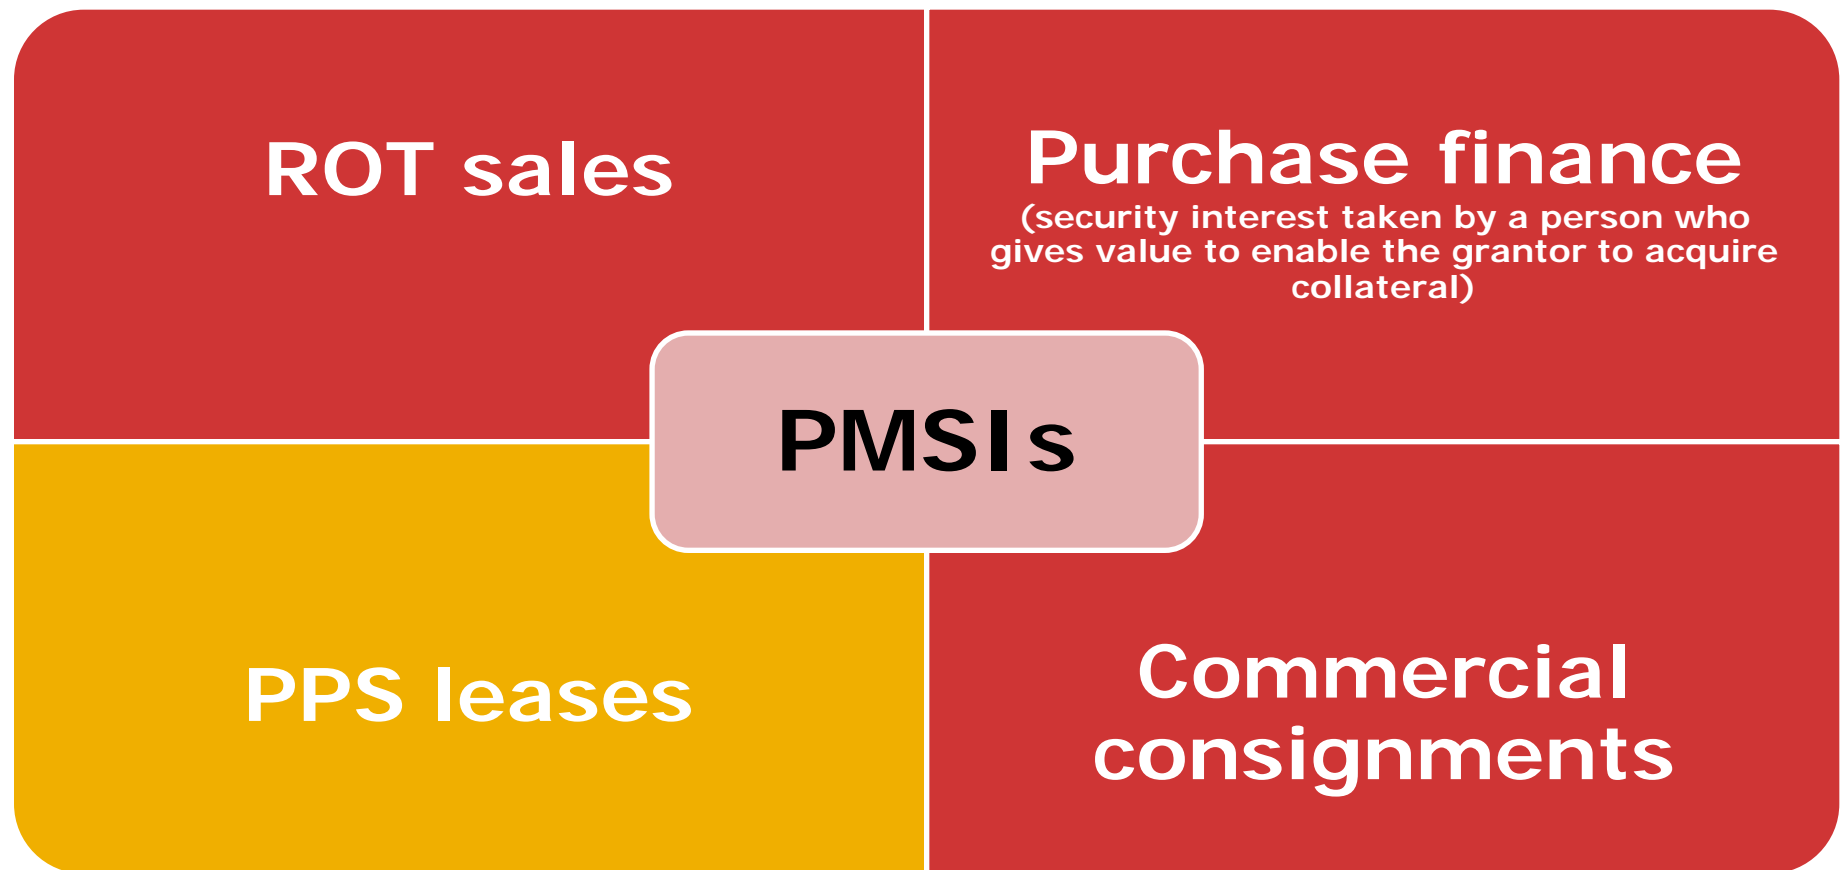 ROT sales
Purchase finance
(security interest taken by a person who
gives value to enable the grantor to acquire
collateral)
PMSIs
PPS leases
Commercial
consignments